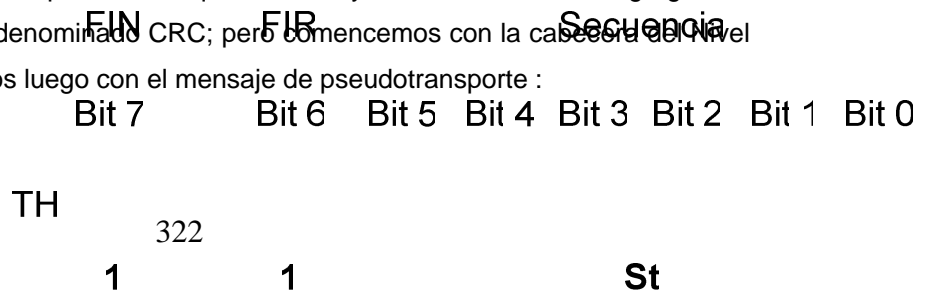 FIN FIR Secuencia
denominado CRC; pero comencemos con la cabecera del Nivel
os luego con el mensaje de pseudotransporte :
Bit 7 Bit 6 Bit 5 Bit 4 Bit 3 Bit 2 Bit 1 Bit 0
TH
322
1 1 St